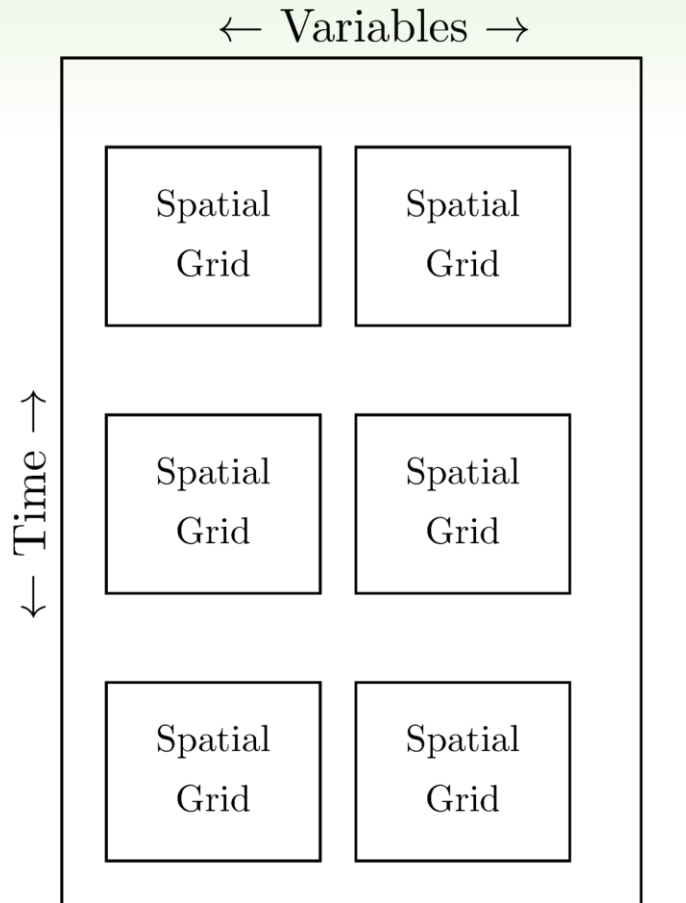 ← Variables →
Spatial
Grid
Spatial
Grid
← Time →
Spatial
Grid
Spatial
Grid
Spatial
Grid
Spatial
Grid